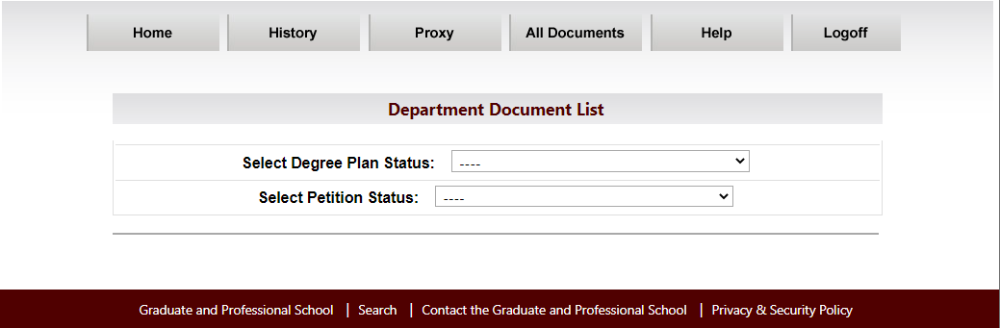 Home History Proxy All Documents Help Logoff
Department Document List
Select Degree Plan Status: ----
Select Petition Status: ----
Graduate and Professional School | Search | Contact the Graduate and Professional School | Privacy & Security Policy